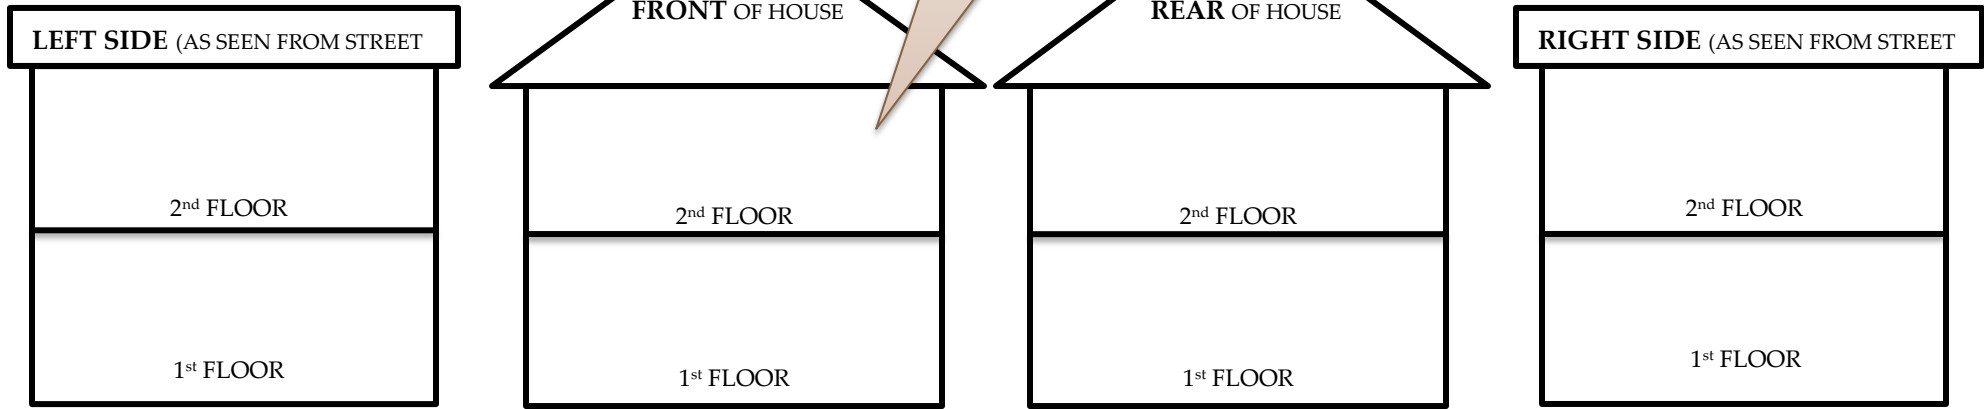 LEFT SIDE (AS SEEN FROM STREET
2nd FLOOR
1st FLOOR
FRONT OF HOUSE
2nd FLOOR
1st FLOOR
REAR OF HOUSE
2nd FLOOR
1st FLOOR
RIGHT SIDE (AS SEEN FROM STREET
2nd FLOOR
1st FLOOR